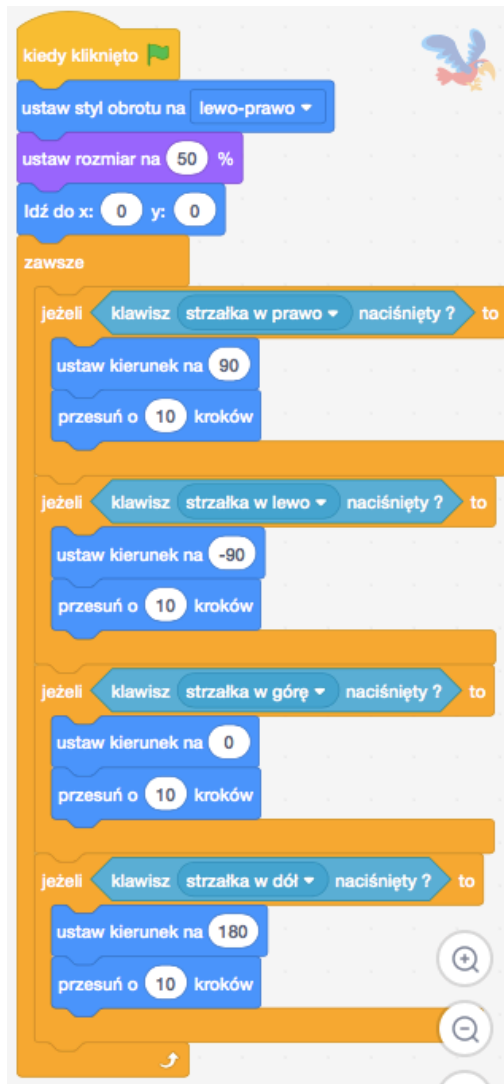 kiedy kliknięto
ustaw styl obrotu na lewo-prawo
ustaw rozmiar na 50 %
Idź do x: 0 y: 0
zawsze
jeżeli klawisz strzałka w prawo naciśnięty ? to
ustaw kierunek na 90
przesuń o 10 kroków
jeżeli klawisz strzałka w lewo naciśnięty ? to
ustaw kierunek na -90
przesuń o 10 kroków
jeżeli klawisz strzałka w górę naciśnięty ? to
ustaw kierunek na 0
przesuń o 10 kroków
jeżeli klawisz strzałka w dół naciśnięty ? to
ustaw kierunek na 180
przesuń o 10 kroków